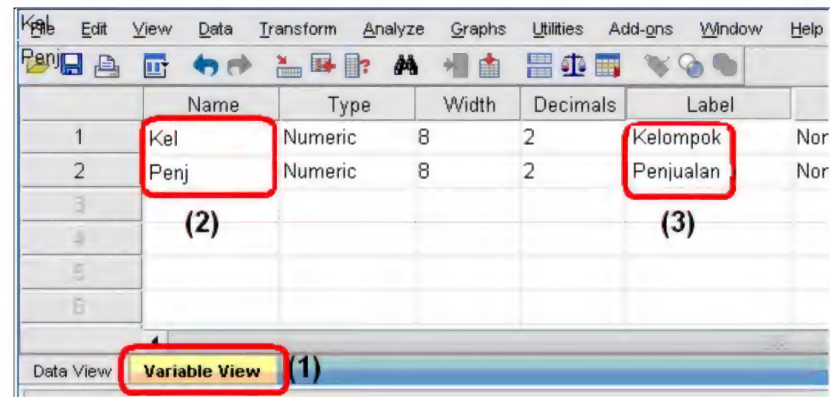 Kel
File Edit View Data Transform Analyze Graphs Utilities Add-ons Window Help
Penj
Name Type Width Decimals Label
1 Kel Numeric 8 2 Kelompok Nor
2 Penj Numeric 8 2 Penjualan Nor
3
4 (2) (3)
5
6
Data View Variable View (1)